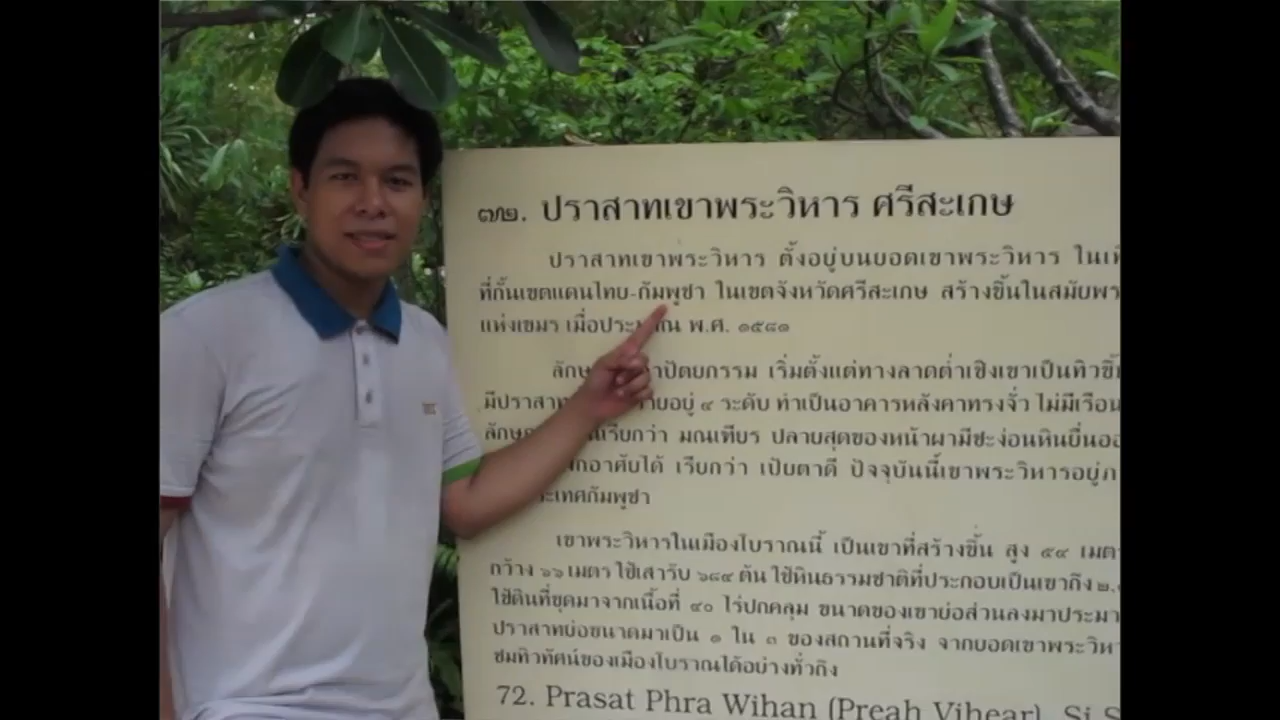 ๗๒. ปราสาทเขาพระวิหาร ศรีสะเกษ
ปราสาทเขาพระวิหาร ตั้งอยู่บนยอดเขาพระวิหาร ใน
ที่กั้นเขตแดนไทย-กัมพูชา ในเขตจังหวัดศรีสะเกษ สร้างขึ้นในสมัยพร
แห่งเขมร เมื่อประมาณ พ.ศ. ๑๕๘๑
ลักษ าปัตยกรรม เริ่มตั้งแต่ทางลาดต่ำเชิงเขาเป็นทิว
มีปราสาท อยู่ ๔ ระดับ ทำเป็นอาคารหลังคาทรงจั่ว ไม่มีเรือน
ลักษ เรียกว่า มณเฑียร ปลายสุดของหน้าผามีชะง่อนหินยื่นออ
กอาศัยได้ เรียกว่า เป้ยตาดี ปัจจุบันนี้เขาพระวิหารอยู่ภ
ะเทศกัมพูชา
เขาพระวิหารในเมืองโบราณนี้ เป็นเขาที่สร้างขึ้น สูง ๕๔ เมต
กว้าง ๖๖ เมตร ใช้เสารับ ๖๘๔ ต้น ใช้หินธรรมชาติที่ประกอบเป็นเขาถึง ๒,
ใช้ดินที่ขุดมาจากเนื้อที่ ๔๐ ไร่ปกคลุม ขนาดของเขาย่อส่วนลงมาประมา
ปราสาทย่อขนาดมาเป็น ๑ ใน ๓ ของสถานที่จริง จากยอดเขาพระวิหา
ชมทิวทัศน์ของเมืองโบราณได้อย่างทั่วถึง
72. Prasat Phra Wihan (Preah Vihear), Si S